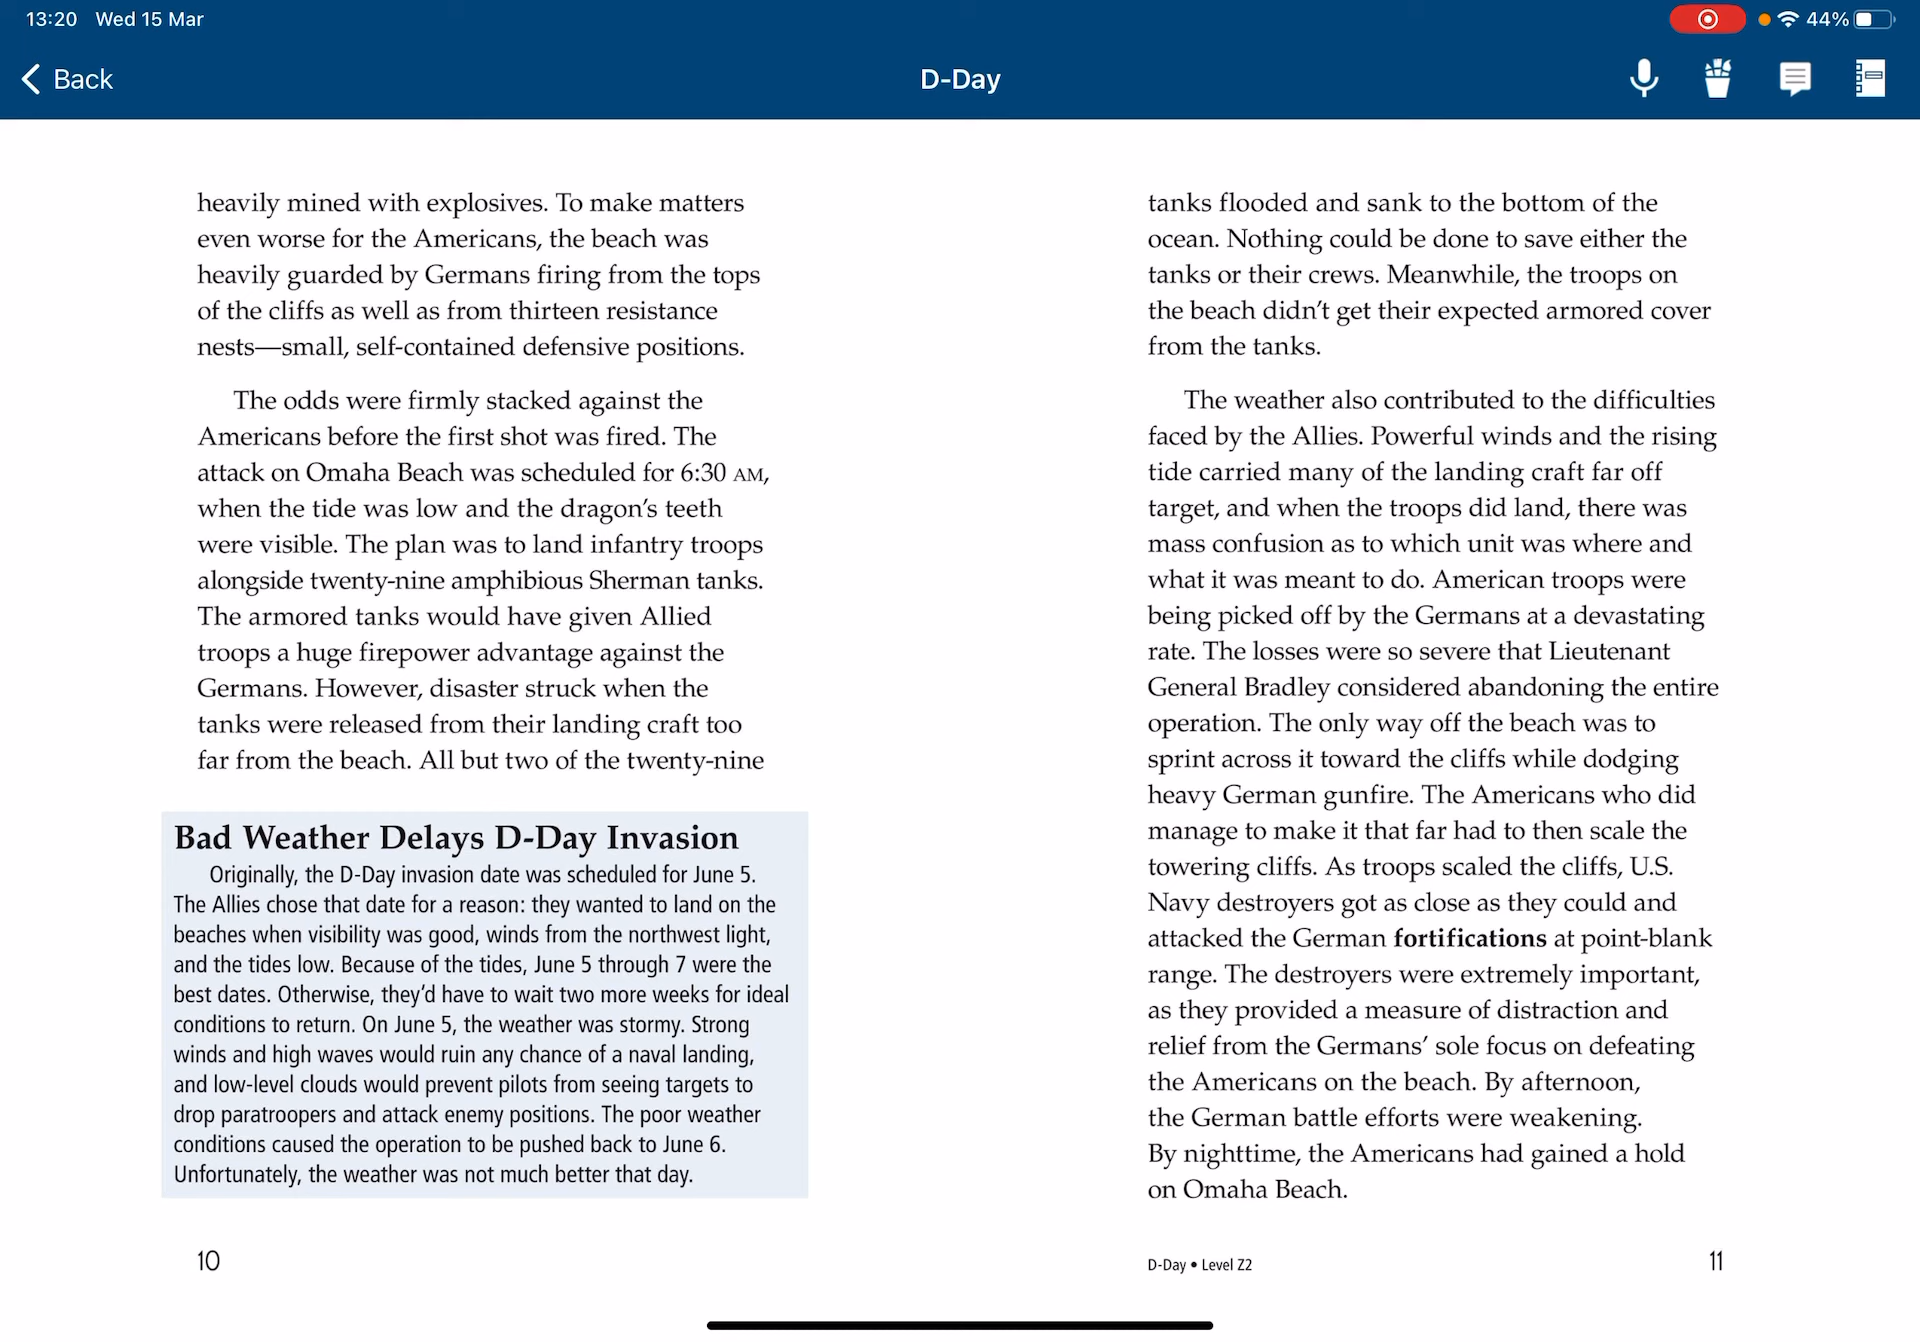 13:20 Wed 15 Mar
44%
Back
D-Day
heavily mined with explosives. To make matters
even worse for the Americans, the beach was
heavily guarded by Germans firing from the tops
of the cliffs as well as from thirteen resistance
nests—small, self-contained defensive positions.
The odds were firmly stacked against the
Americans before the first shot was fired. The
attack on Omaha Beach was scheduled for 6:30 AM,
when the tide was low and the dragon's teeth
were visible. The plan was to land infantry troops
alongside twenty-nine amphibious Sherman tanks.
The armored tanks would have given Allied
troops a huge firepower advantage against the
Germans. However, disaster struck when the
tanks were released from their landing craft too
far from the beach. All but two of the twenty-nine
Bad Weather Delays D-Day Invasion
Originally, the D-Day invasion date was scheduled for June 5.
The Allies chose that date for a reason: they wanted to land on the
beaches when visibility was good, winds from the northwest light,
and the tides low. Because of the tides, June 5 through 7 were the
best dates. Otherwise, they'd have to wait two more weeks for ideal
conditions to return. On June 5, the weather was stormy. Strong
winds and high waves would ruin any chance of a naval landing,
and low-level clouds would prevent pilots from seeing targets to
drop paratroopers and attack enemy positions. The poor weather
conditions caused the operation to be pushed back to June 6.
Unfortunately, the weather was not much better that day.
10
tanks flooded and sank to the bottom of the
ocean. Nothing could be done to save either the
tanks or their crews. Meanwhile, the troops on
the beach didn't get their expected armored cover
from the tanks.
The weather also contributed to the difficulties
faced by the Allies. Powerful winds and the rising
tide carried many of the landing craft far off
target, and when the troops did land, there was
mass confusion as to which unit was where and
what it was meant to do. American troops were
being picked off by the Germans at a devastating
rate. The losses were so severe that Lieutenant
General Bradley considered abandoning the entire
operation. The only way off the beach was to
sprint across it toward the cliffs while dodging
heavy German gunfire. The Americans who did
manage to make it that far had to then scale the
towering cliffs. As troops scaled the cliffs, U.S.
Navy destroyers got as close as they could and
attacked the German fortifications at point-blank
range. The destroyers were extremely important,
as they provided a measure of distraction and
relief from the Germans' sole focus on defeating
the Americans on the beach. By afternoon,
the German battle efforts were weakening.
By nighttime, the Americans had gained a hold
on Omaha Beach.
D-Day • Level Z2
11